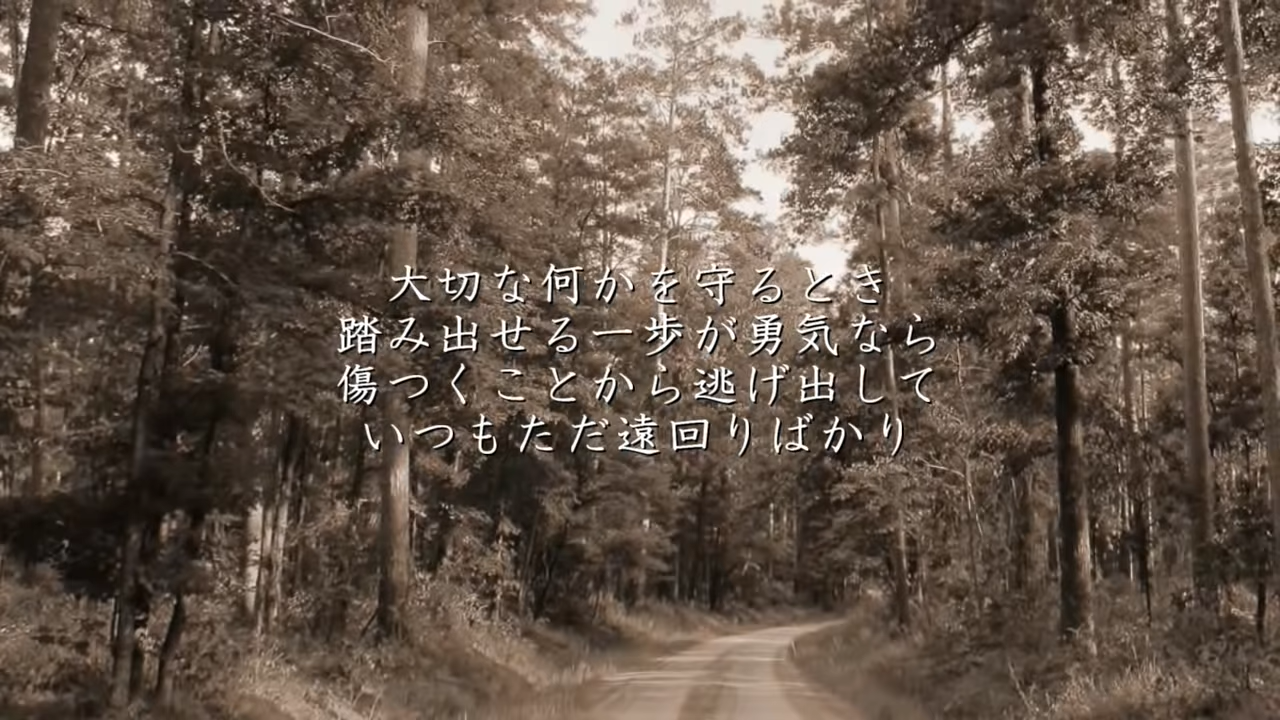 大切な何かを守るとき
踏み出せる一歩が勇気なら
傷つくことから逃げ出して
いつもただ遠回りばかり